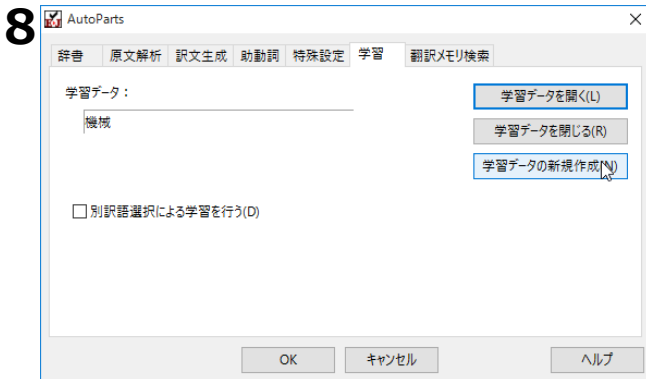 8
AutoParts
辞書 原文解析 訳文生成 助動詞 特殊設定 学習 翻訳メモリ検索
学習データ：
機械
学習データを開く(L)
学習データを閉じる(R)
学習データの新規作成(N)
別訳語選択による学習を行う(D)
OK キャンセル ヘルプ